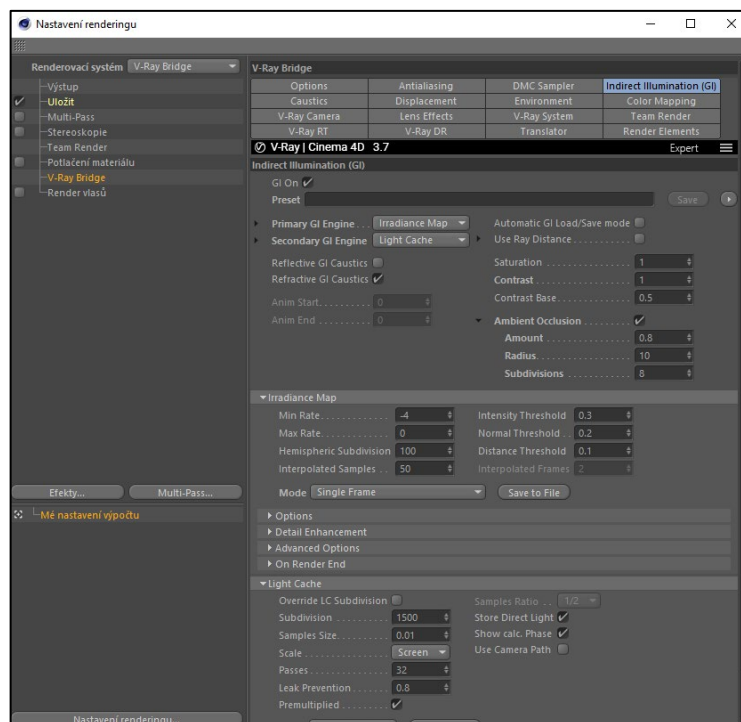 Nastavení renderingu
Renderovací systém V-Ray Bridge
Výstup
Uložit
Multi-Pass
Stereoskopie
Team Render
Potlačení materiálu
V-Ray Bridge
Render vlasů
Efekty... Multi-Pass...
Mé nastavení výpočtu
Nastavení renderingu...
V-Ray Bridge
Options Antialiasing DMC Sampler Indirect Illumination (GI)
Caustics Displacement Environment Color Mapping
V-Ray Camera Lens Effects V-Ray System Team Render
V-Ray RT V-Ray DR Translator Render Elements
V-Ray | Cinema 4D 3.7 Expert
Indirect Illumination (GI)
GI On
Preset Save
Primary GI Engine... Irradiance Map Automatic GI Load/Save mode
Secondary GI Engine Light Cache Use Ray Distance
Reflective GI Caustics Saturation 1
Refractive GI Caustics Contrast 1
Anim Start 0 Contrast Base 0.5
Anim End 0 Ambient Occlusion
Amount 0.8
Radius 10
Subdivisions 8
Irradiance Map
Min Rate -4 Intensity Threshold 0.3
Max Rate 0 Normal Threshold 0.2
Hemispheric Subdivision 100 Distance Threshold 0.1
Interpolated Samples 50 Interpolated Frames 2
Mode Single Frame Save to File
Options
Detail Enhancement
Advanced Options
On Render End
Light Cache
Override LC Subdivision Samples Ratio 1/2
Subdivision 1500 Store Direct Light
Samples Size 0.01 Show calc. Phase
Scale Screen Use Camera Path
Passes 32
Leak Prevention 0.8
Premultiplied